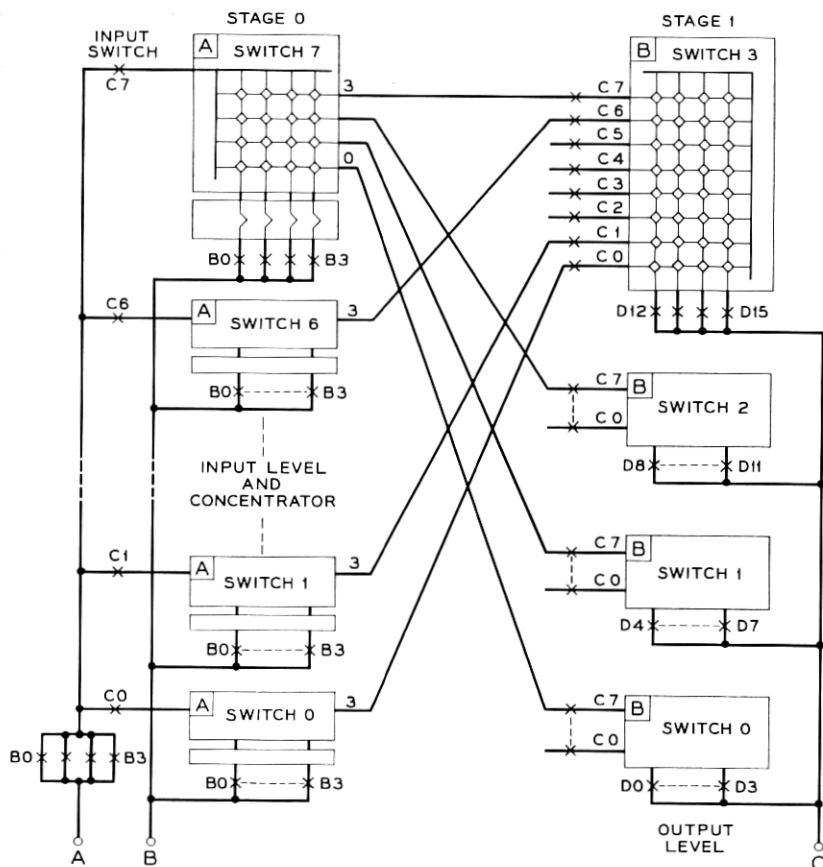 STAGE 0
STAGE 1
INPUT
SWITCH
C7
A
SWITCH 7
3
0
B0
B3
B
SWITCH 3
C7
C6
C5
C4
C3
C2
C1
C0
D12
D15
C6
A
SWITCH 6
3
B0
B3
C7
C0
B
SWITCH 2
D8
D11
INPUT LEVEL
AND
CONCENTRATOR
C1
A
SWITCH 1
3
B0
B3
C7
C0
B
SWITCH 1
D4
D7
C0
A
SWITCH 0
3
B0
B3
C7
C0
B
SWITCH 0
D0
D3
B0
B3
OUTPUT
LEVEL
A
B